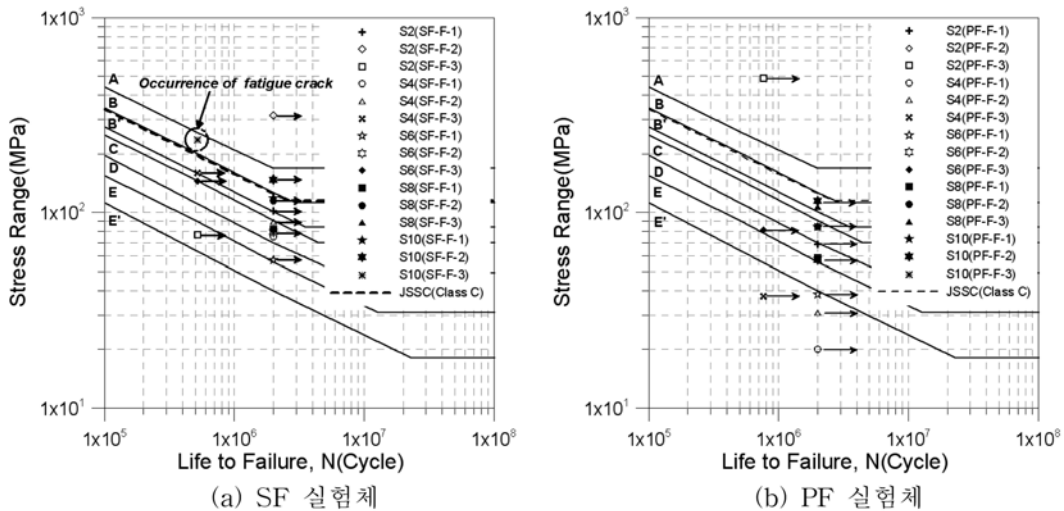 1x10³
A
B
B'
C
D
E
E'
1x10²
1x10¹
Stress Range(MPa)
Occurrence of fatigue crack
S2(SF-F-1)
S2(SF-F-2)
S2(SF-F-3)
S4(SF-F-1)
S4(SF-F-2)
S4(SF-F-3)
S6(SF-F-1)
S6(SF-F-2)
S6(SF-F-3)
S8(SF-F-1)
S8(SF-F-2)
S8(SF-F-3)
S10(SF-F-1)
S10(SF-F-2)
S10(SF-F-3)
JSSC(Class C)
1x10⁵ 1x10⁶ 1x10⁷ 1x10⁸
Life to Failure, N(Cycle)
(a) SF 실험체
1x10³
A
B
B'
C
D
E
E'
1x10²
1x10¹
Stress Range(MPa)
S2(PF-F-1)
S2(PF-F-2)
S2(PF-F-3)
S4(PF-F-1)
S4(PF-F-2)
S4(PF-F-3)
S6(PF-F-1)
S6(PF-F-2)
S6(PF-F-3)
S8(PF-F-1)
S8(PF-F-2)
S8(PF-F-3)
S10(PF-F-1)
S10(PF-F-2)
S10(PF-F-3)
JSSC(Class C)
1x10⁵ 1x10⁶ 1x10⁷ 1x10⁸
Life to Failure, N(Cycle)
(b) PF 실험체